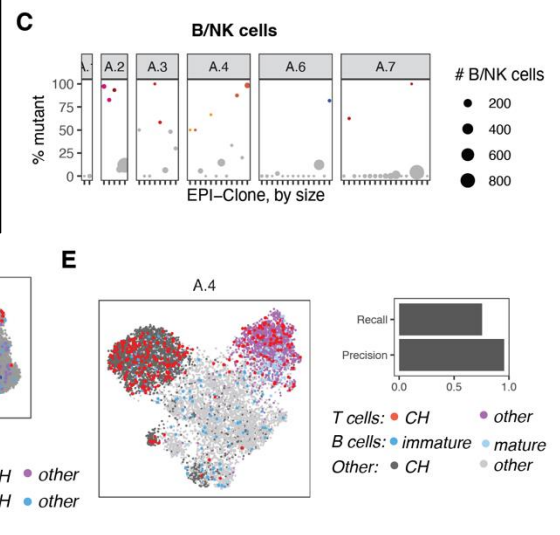 C
B/NK cells
A.2 A.3 A.4 A.6 A.7
# B/NK cells
100
75
50
25
0
% mutant
200
400
600
800
EPI-Clone, by size
E
A.4
Recall
Precision
0.0 0.5 1.0
T cells: CH other
B cells: immature mature
Other: CH other
H other
H other